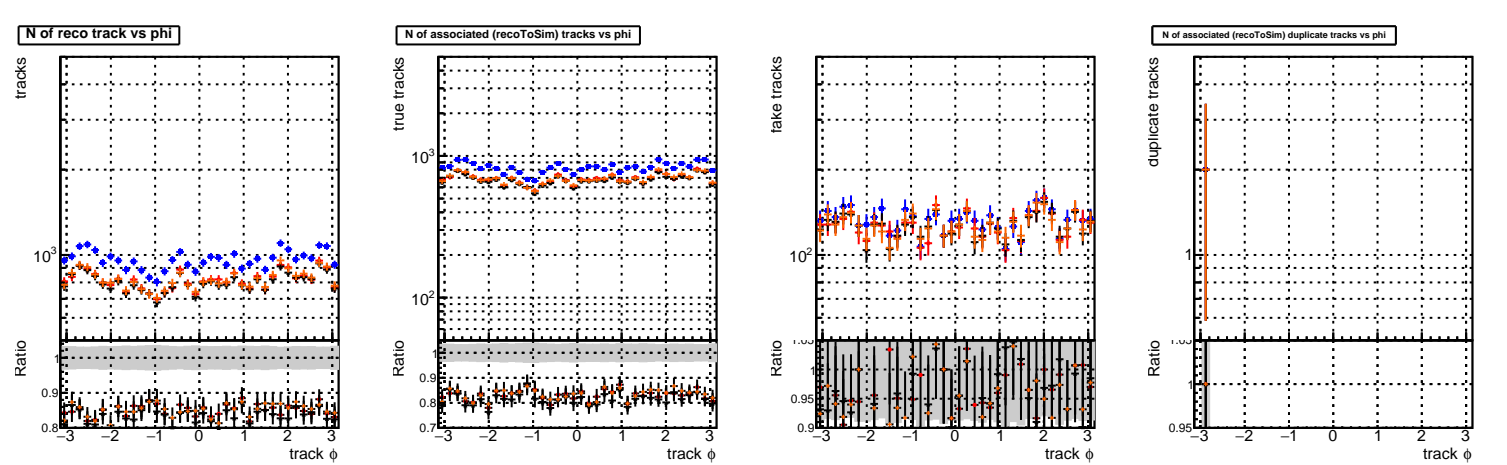 N of reco track vs phi
tracks
10³
Ratio
1
0.9
0.8
−3 −2 −1 0 1 2 3
track ϕ
N of associated (recoToSim) tracks vs phi
true tracks
10³
10²
Ratio
1
0.9
0.8
0.7
−3 −2 −1 0 1 2 3
track ϕ
fake tracks
10²
Ratio
1.05
1
0.95
0.9
−3 −2 −1 0 1 2 3
track ϕ
N of associated (recoToSim) duplicate tracks vs phi
duplicate tracks
1
Ratio
1.05
1
0.95
−3 −2 −1 0 1 2 3
track ϕ